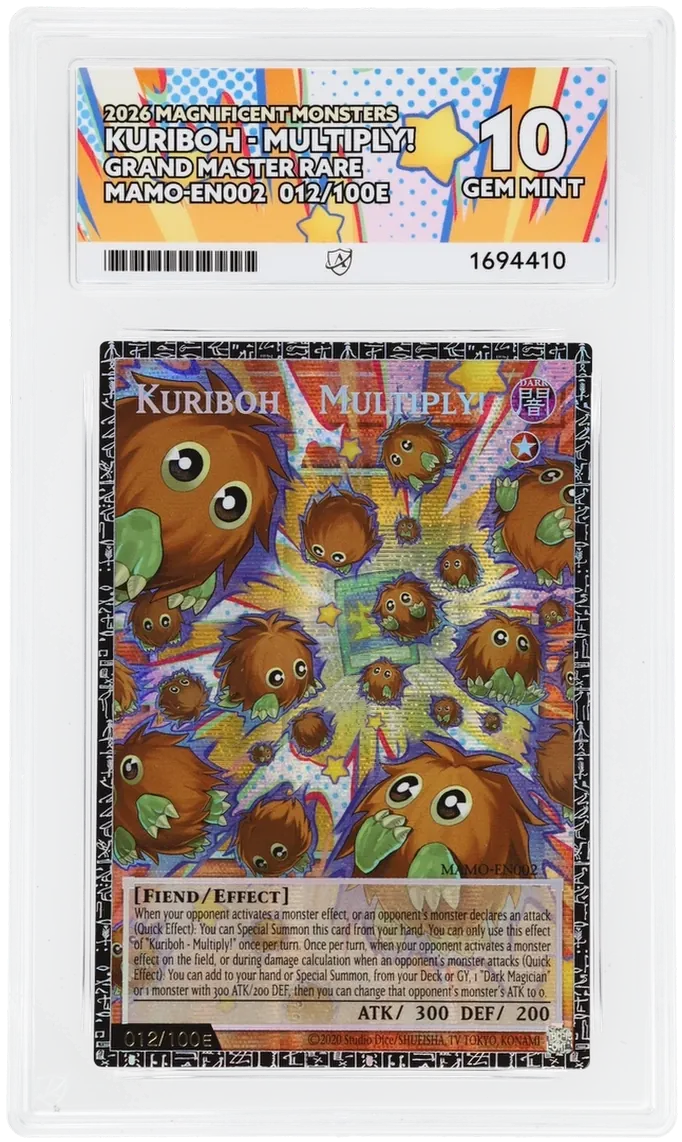 2026 MAGNIFICENT MONSTERS
KURIBOH - MULTIPLY!
GRAND MASTER RARE
MAMO-EN002 012/100E
10
GEM MINT
A
1694410
KURIBOH MULTIPLY!
DARK
闇
MAMO-EN002
[FIEND/EFFECT]
When your opponent activates a monster effect, or an opponent's monster declares an attack
(Quick Effect): You can Special Summon this card from your hand. You can only use this effect
of "Kuriboh - Multiply!" once per turn. Once per turn, when your opponent activates a monster
effect on the field, or during damage calculation when an opponent's monster attacks (Quick
Effect): You can add to your hand or Special Summon, from your Deck or GY, 1 "Dark Magician"
or 1 monster with 300 ATK/200 DEF, then you can change that opponent's monster's ATK to 0.
ATK/ 300 DEF/ 200
012/100E
©2020 Studio Dice/SHUEISHA, TV TOKYO, KONAMI